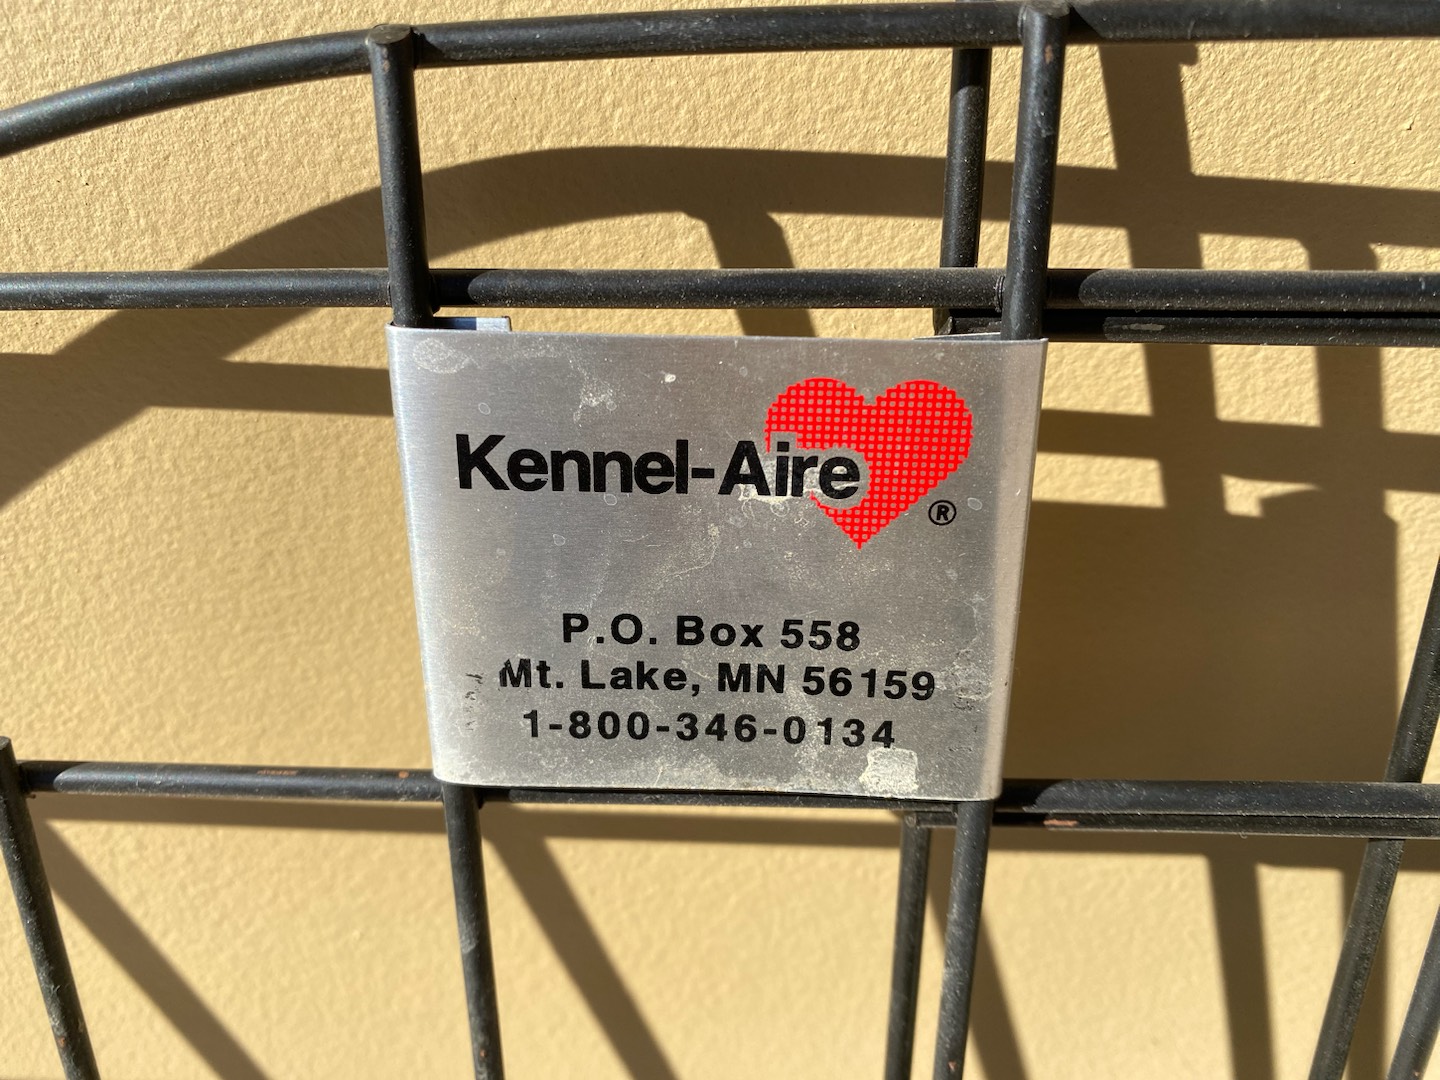 Kennel-Aire
®
P.O. Box 558
Mt. Lake, MN 56159
1-800-346-0134